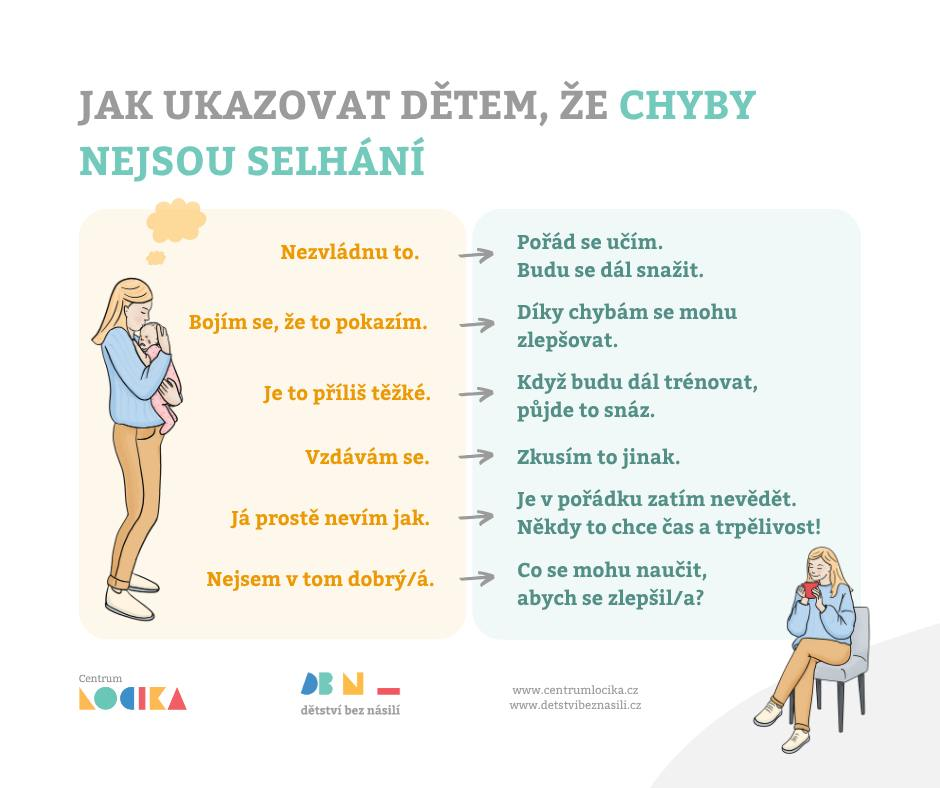 JAK UKAZOVAT DĚTEM, ŽE CHYBY
NEJSOU SELHÁNÍ
Nezvládnu to.
Pořád se učím.
Budu se dál snažit.
Bojím se, že to pokazím.
Díky chybám se mohu
zlepšovat.
Je to příliš těžké.
Když budu dál trénovat,
půjde to snáz.
Vzdávám se.
Zkusím to jinak.
Já prostě nevím jak.
Je v pořádku zatím nevědět.
Někdy to chce čas a trpělivost!
Nejsem v tom dobrý/á.
Co se mohu naučit,
abych se zlepšil/a?
Centrum
LOCIKA
DB N _
dětství bez násilí
www.centrumlocika.cz
www.detstvibeznasili.cz